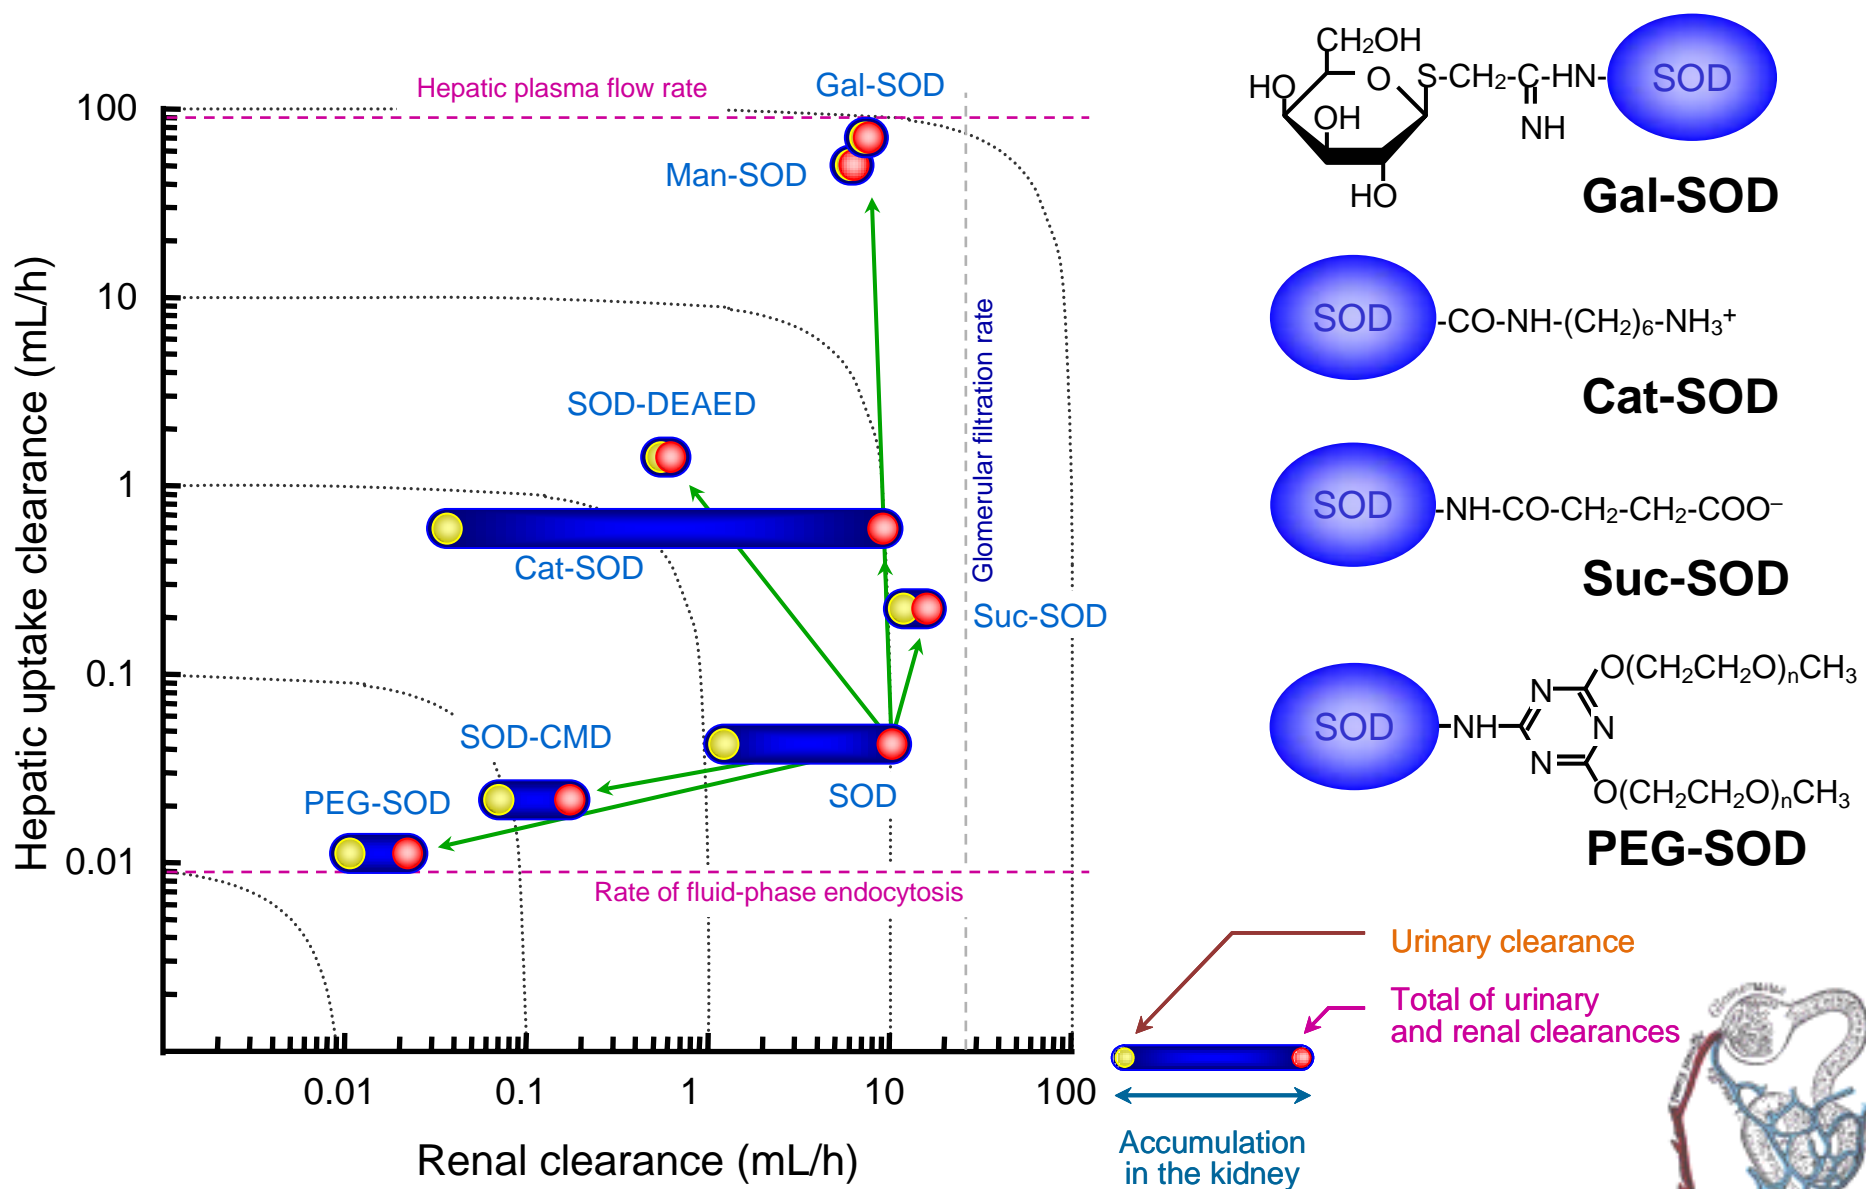 Hepatic plasma flow rate
Gal-SOD
Man-SOD
SOD-DEAED
Cat-SOD
Suc-SOD
SOD-CMD
PEG-SOD
SOD
Glomerular filtration rate
Rate of fluid-phase endocytosis
Hepatic uptake clearance (mL/h)
100
10
1
0.1
0.01
0.01
0.1
1
10
100
Renal clearance (mL/h)
CH₂OH
HO
O
S-CH₂-C-HN-
SOD
OH
NH
HO
Gal-SOD
SOD
-CO-NH-(CH₂)₆-NH₃⁺
Cat-SOD
SOD
-NH-CO-CH₂-CH₂-COO⁻
Suc-SOD
O(CH₂CH₂O)ₙCH₃
N
SOD
-NH
N
N
O(CH₂CH₂O)ₙCH₃
PEG-SOD
Urinary clearance
Total of urinary
and renal clearances
Accumulation
in the kidney